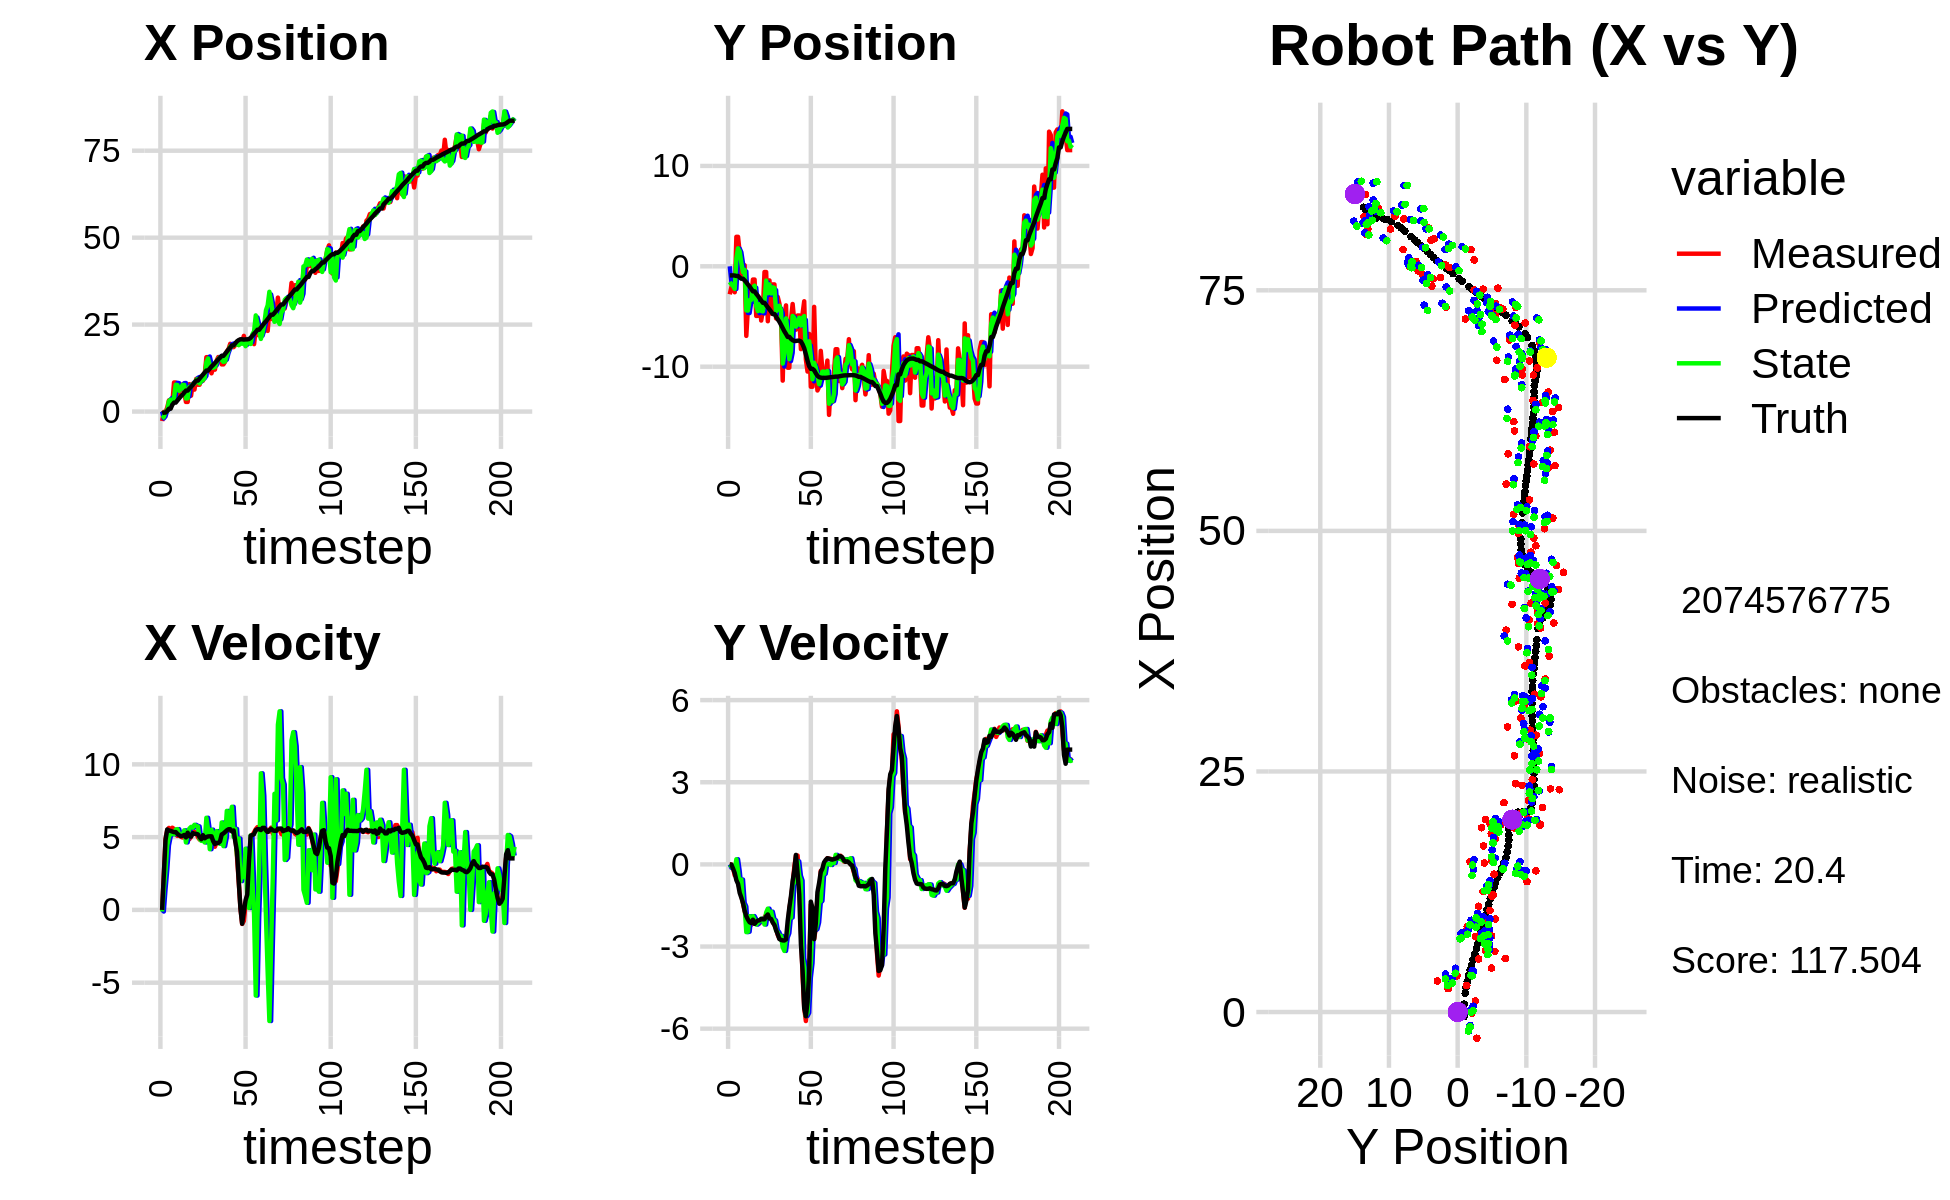 X Position
75
50
25
0
0
50
100
150
200
timestep
Y Position
10
0
-10
0
50
100
150
200
timestep
X Velocity
10
5
0
-5
0
50
100
150
200
timestep
Y Velocity
6
3
0
-3
-6
0
50
100
150
200
timestep
Robot Path (X vs Y)
X Position
75
50
25
0
20 10 0 -10 -20
Y Position
variable
Measured
Predicted
State
Truth
2074576775
Obstacles: none
Noise: realistic
Time: 20.4
Score: 117.504